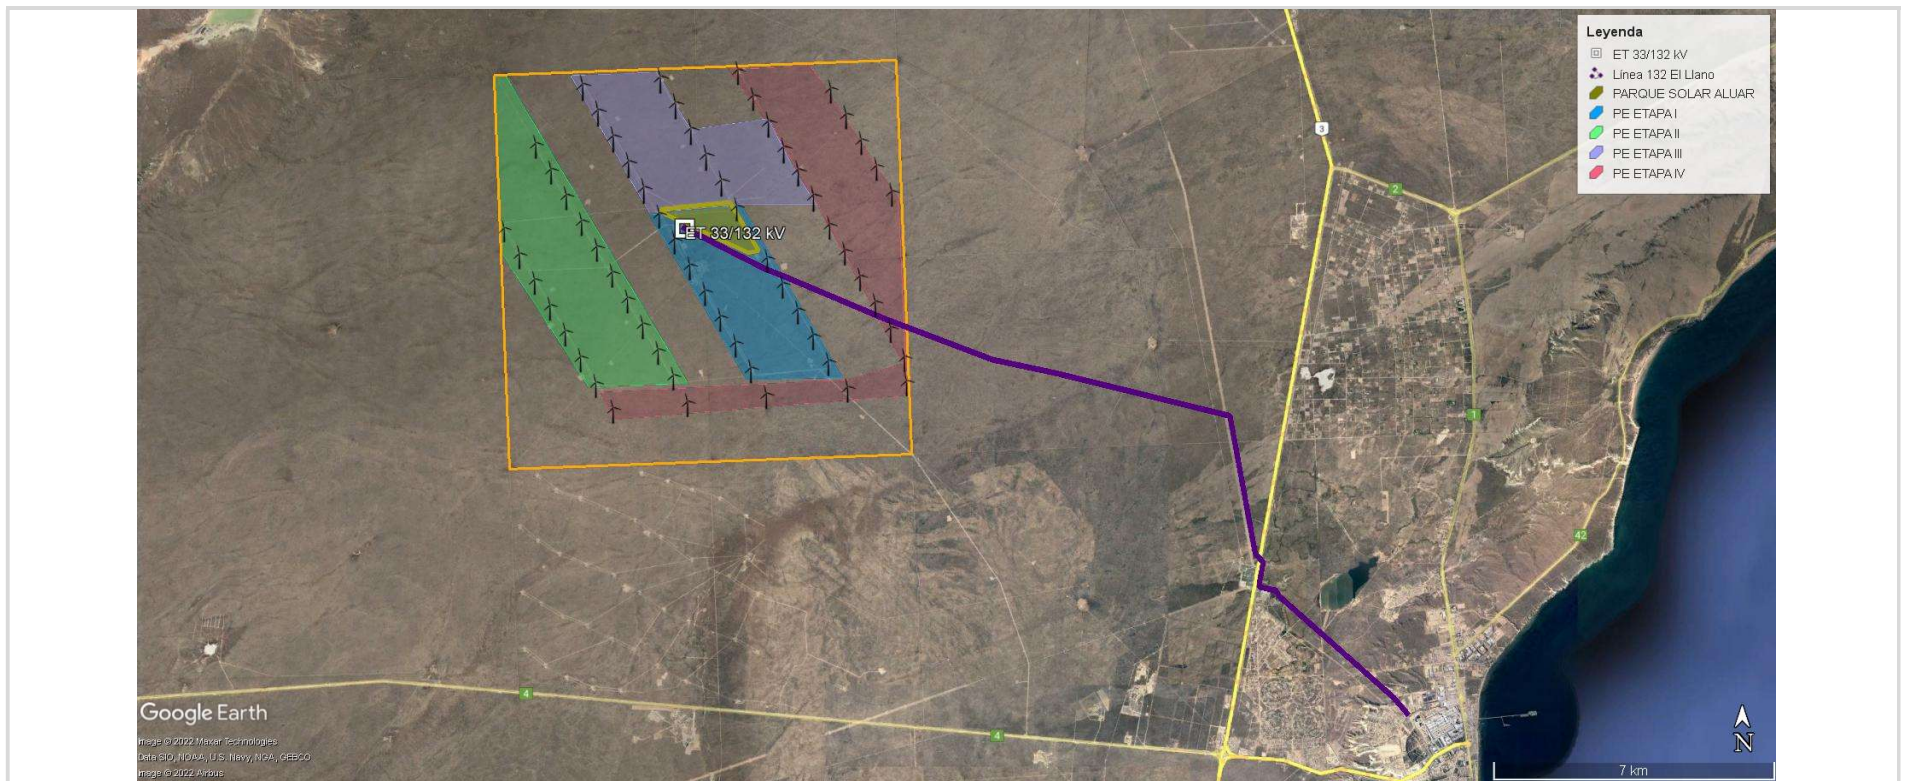 Leyenda
ET 33/132 kV
Línea 132 El Llano
PARQUE SOLAR ALUAR
PE ETAPA I
PE ETAPA II
PE ETAPA III
PE ETAPA IV
3
2
ET 33/132 kV
1
42
4
4
Google Earth
Image © 2022 Maxar Technologies
Data SIO, NOAA, U.S. Navy, NGA, GEBCO
Image © 2022 Airbus
N
7 km